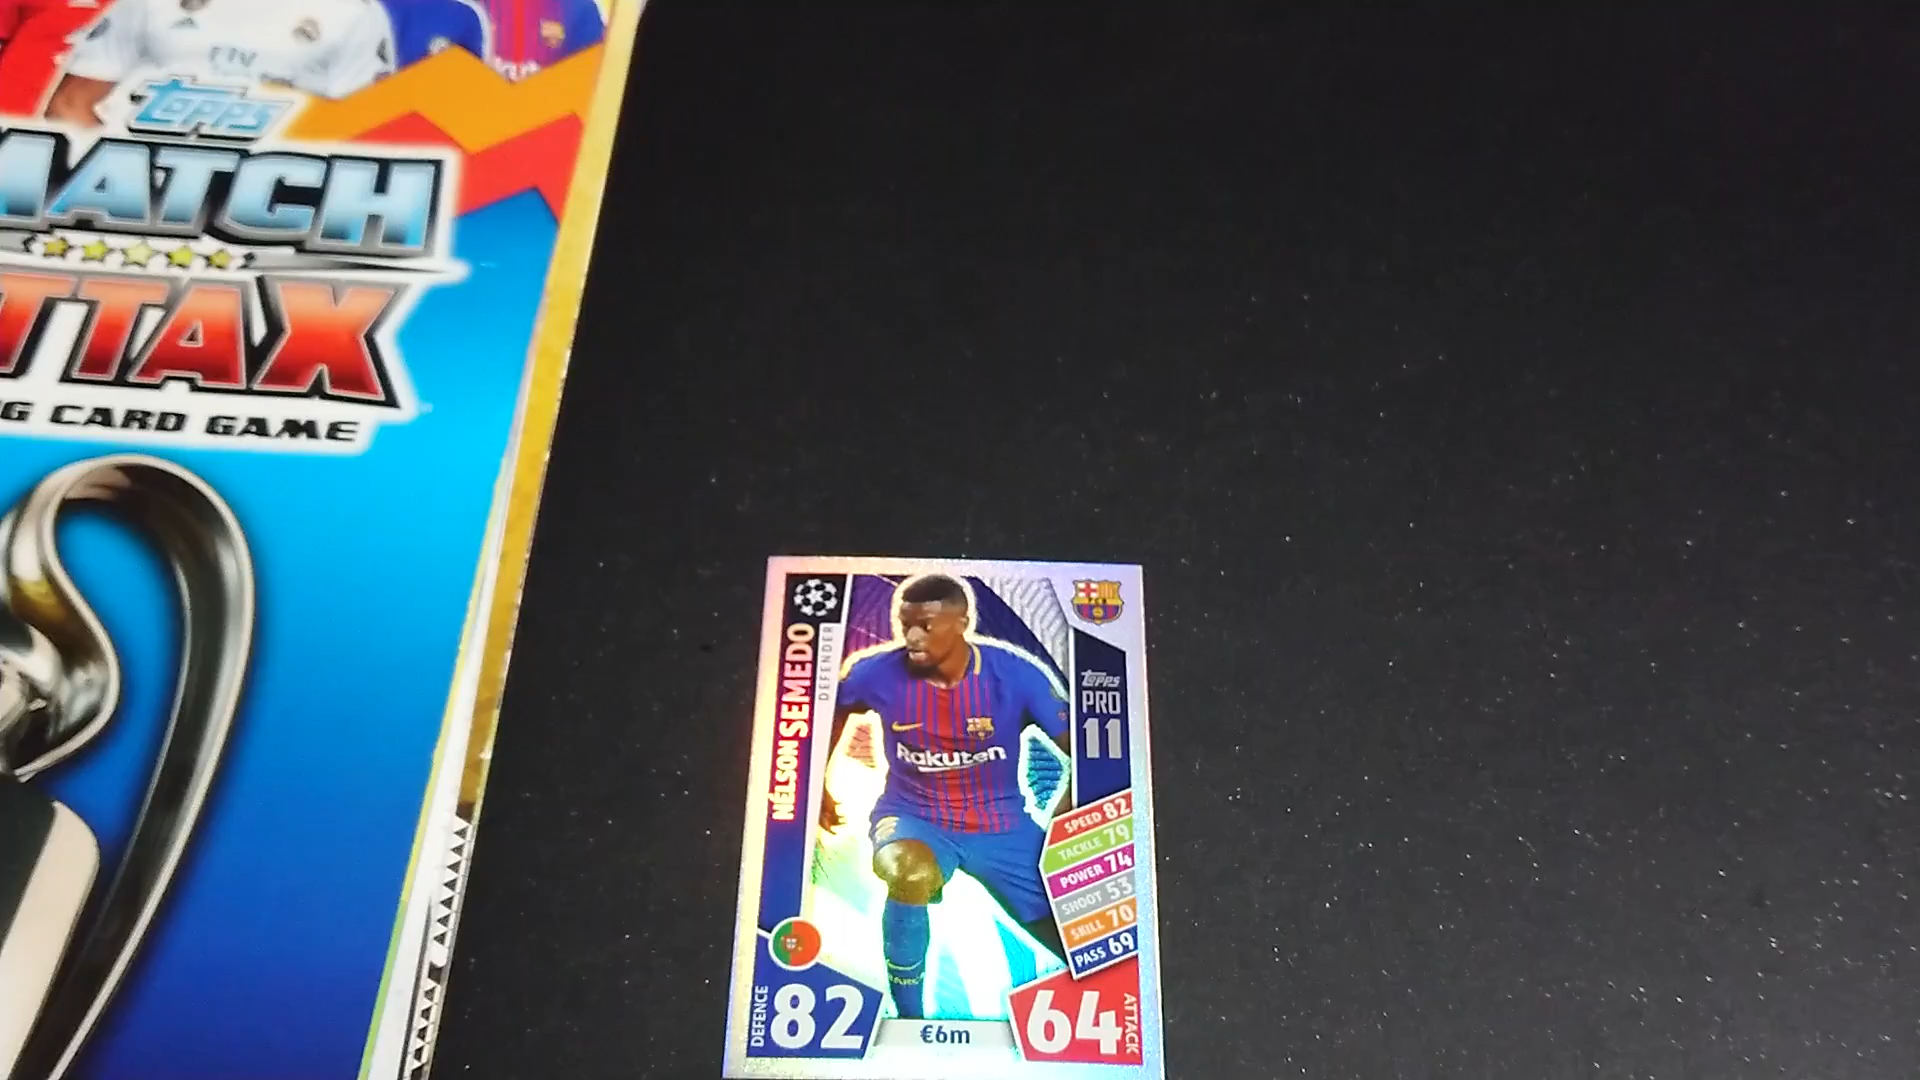 FLY
topps
MATCH
TTAX
G CARD GAME
NÉLSON SEMEDO
DEFENDER
topps
PRO
11
Rakuten
SPEED 82
TACKLE 79
POWER 74
SHOOT 53
SKILL 70
PASS 69
DEFENCE 82
€6m
64 ATTACK